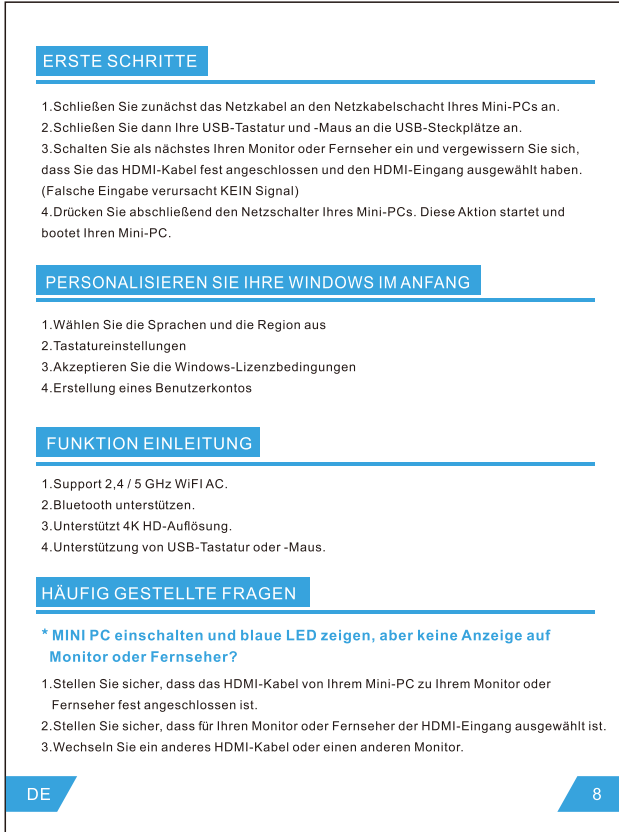 ERSTE SCHRITTE
1.Schließen Sie zunächst das Netzkabel an den Netzkabelschacht Ihres Mini-PCs an.
2.Schließen Sie dann Ihre USB-Tastatur und -Maus an die USB-Steckplätze an.
3.Schalten Sie als nächstes Ihren Monitor oder Fernseher ein und vergewissern Sie sich,
dass Sie das HDMI-Kabel fest angeschlossen und den HDMI-Eingang ausgewählt haben.
(Falsche Eingabe verursacht KEIN Signal)
4.Drücken Sie abschließend den Netzschalter Ihres Mini-PCs. Diese Aktion startet und
bootet Ihren Mini-PC.
PERSONALISIEREN SIE IHRE WINDOWS IM ANFANG
1.Wählen Sie die Sprachen und die Region aus
2.Tastatureinstellungen
3.Akzeptieren Sie die Windows-Lizenzbedingungen
4.Erstellung eines Benutzerkontos
FUNKTION EINLEITUNG
1.Support 2,4 / 5 GHz WiFI AC.
2.Bluetooth unterstützen.
3.Unterstützt 4K HD-Auflösung.
4.Unterstützung von USB-Tastatur oder -Maus.
HÄUFIG GESTELLTE FRAGEN
* MINI PC einschalten und blaue LED zeigen, aber keine Anzeige auf
Monitor oder Fernseher?
1.Stellen Sie sicher, dass das HDMI-Kabel von Ihrem Mini-PC zu Ihrem Monitor oder
Fernseher fest angeschlossen ist.
2.Stellen Sie sicher, dass für Ihren Monitor oder Fernseher der HDMI-Eingang ausgewählt ist.
3.Wechseln Sie ein anderes HDMI-Kabel oder einen anderen Monitor.
DE
8